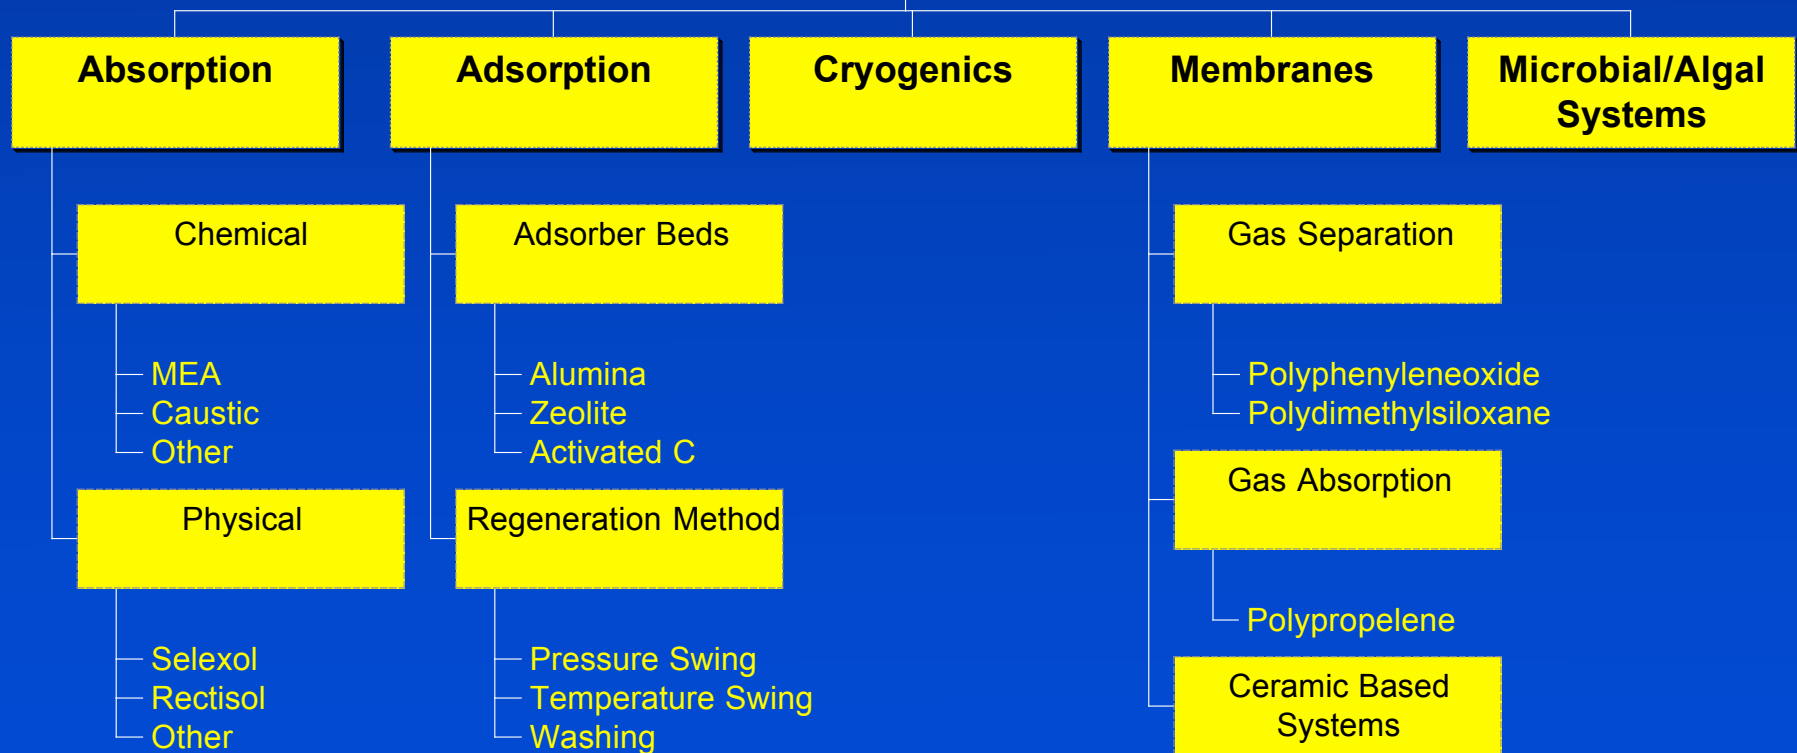 Absorption
Adsorption
Cryogenics
Membranes
Microbial/Algal
Systems
Chemical
MEA
Caustic
Other
Physical
Selexol
Rectisol
Other
Adsorber Beds
Alumina
Zeolite
Activated C
Regeneration Method
Pressure Swing
Temperature Swing
Washing
Gas Separation
Polyphenyleneoxide
Polydimethylsiloxane
Gas Absorption
Polypropelene
Ceramic Based
Systems